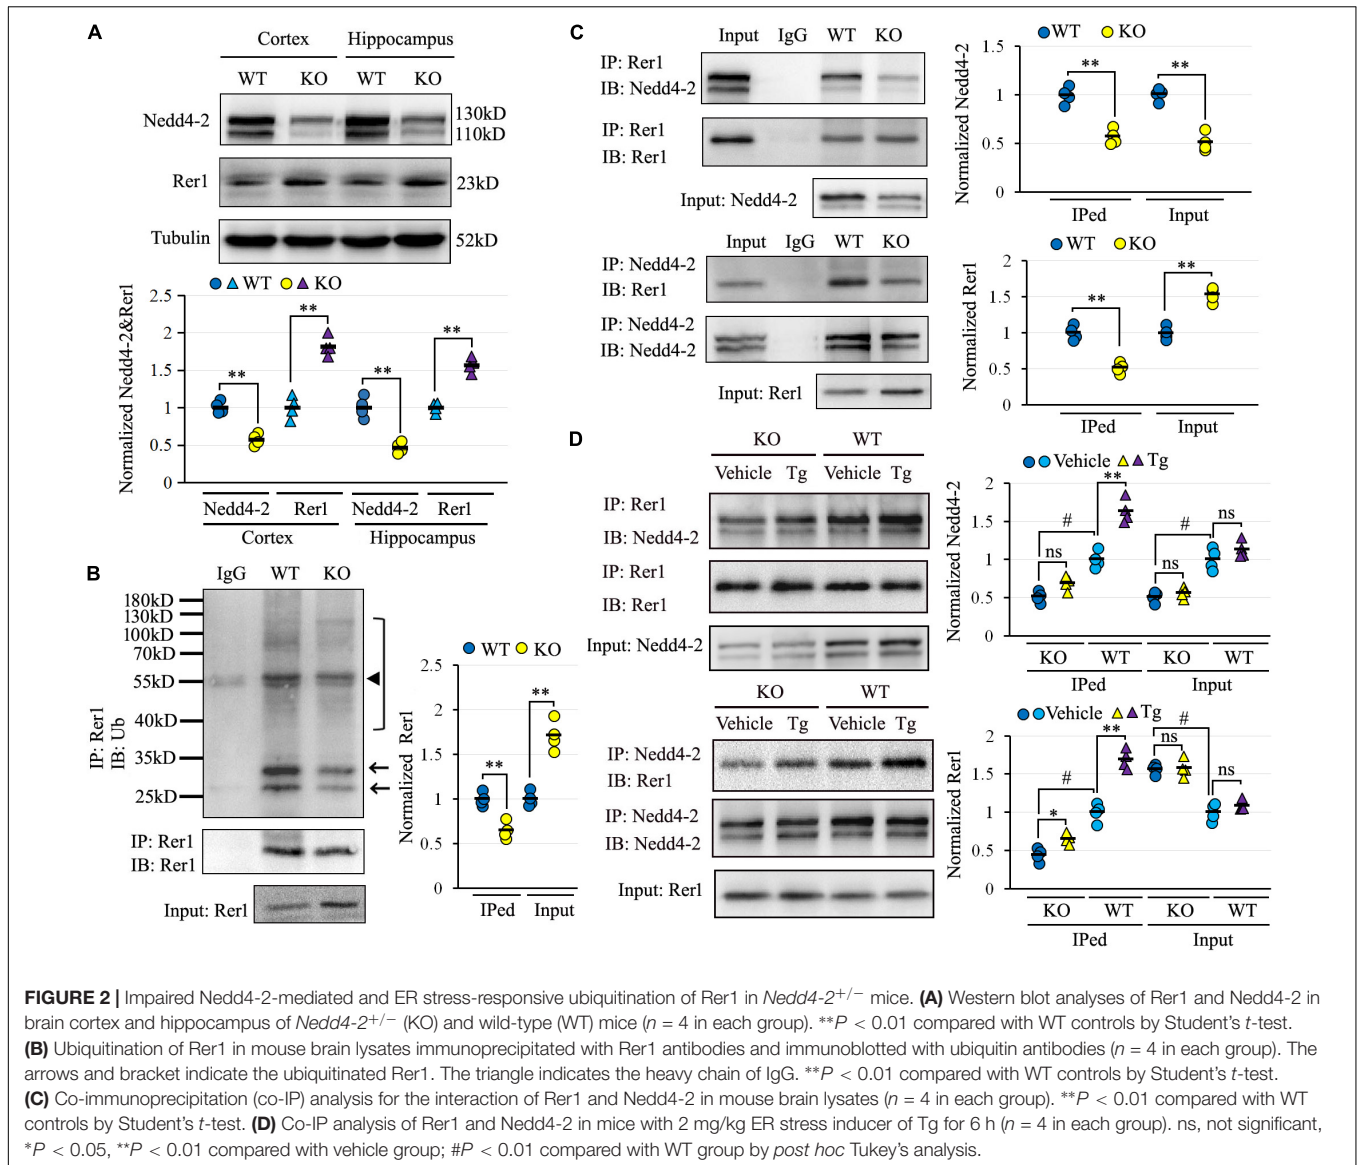 A
Cortex Hippocampus
WT KO WT KO
Nedd4-2
130kD
110kD
Rer1 23kD
Tubulin 52kD
WT KO
Normalized Nedd4-2&Rer1
2.5
2
1.5
1
0.5
0
** ** ** **
Nedd4-2 Rer1 Nedd4-2 Rer1
Cortex Hippocampus
B
IgG WT KO
180kD
130kD
100kD
70kD
55kD
40kD
35kD
25kD
IP: Rer1
IB: Ub
IP: Rer1
IB: Rer1
Input: Rer1
WT KO
Normalized Rer1
2.5
2
1.5
1
0.5
0
** **
IPed Input
C
Input IgG WT KO
IP: Rer1
IB: Nedd4-2
IP: Rer1
IB: Rer1
Input: Nedd4-2
WT KO
Normalized Nedd4-2
1.5
1
0.5
0
** **
IPed Input
Input IgG WT KO
IP: Nedd4-2
IB: Rer1
IP: Nedd4-2
IB: Nedd4-2
Input: Rer1
WT KO
Normalized Rer1
2
1.5
1
0.5
0
** **
IPed Input
D
KO WT
Vehicle Tg Vehicle Tg
IP: Rer1
IB: Nedd4-2
IP: Rer1
IB: Rer1
Input: Nedd4-2
Vehicle Tg
Normalized Nedd4-2
2
1.5
1
0.5
0
ns # ** ns # ns
KO WT KO WT
IPed Input
KO WT
Vehicle Tg Vehicle Tg
IP: Nedd4-2
IB: Rer1
IP: Nedd4-2
IB: Nedd4-2
Input: Rer1
Vehicle Tg
Normalized Rer1
2
1.5
1
0.5
0
* # ** ns # ns
KO WT KO WT
IPed Input
FIGURE 2 | Impaired Nedd4-2-mediated and ER stress-responsive ubiquitination of Rer1 in Nedd4-2+/− mice. (A) Western blot analyses of Rer1 and Nedd4-2 in
brain cortex and hippocampus of Nedd4-2+/− (KO) and wild-type (WT) mice (n = 4 in each group). **P < 0.01 compared with WT controls by Student's t-test.
(B) Ubiquitination of Rer1 in mouse brain lysates immunoprecipitated with Rer1 antibodies and immunoblotted with ubiquitin antibodies (n = 4 in each group). The
arrows and bracket indicate the ubiquitinated Rer1. The triangle indicates the heavy chain of IgG. **P < 0.01 compared with WT controls by Student's t-test.
(C) Co-immunoprecipitation (co-IP) analysis for the interaction of Rer1 and Nedd4-2 in mouse brain lysates (n = 4 in each group). **P < 0.01 compared with WT
controls by Student's t-test. (D) Co-IP analysis of Rer1 and Nedd4-2 in mice with 2 mg/kg ER stress inducer of Tg for 6 h (n = 4 in each group). ns, not significant,
*P < 0.05, **P < 0.01 compared with vehicle group; #P < 0.01 compared with WT group by post hoc Tukey's analysis.